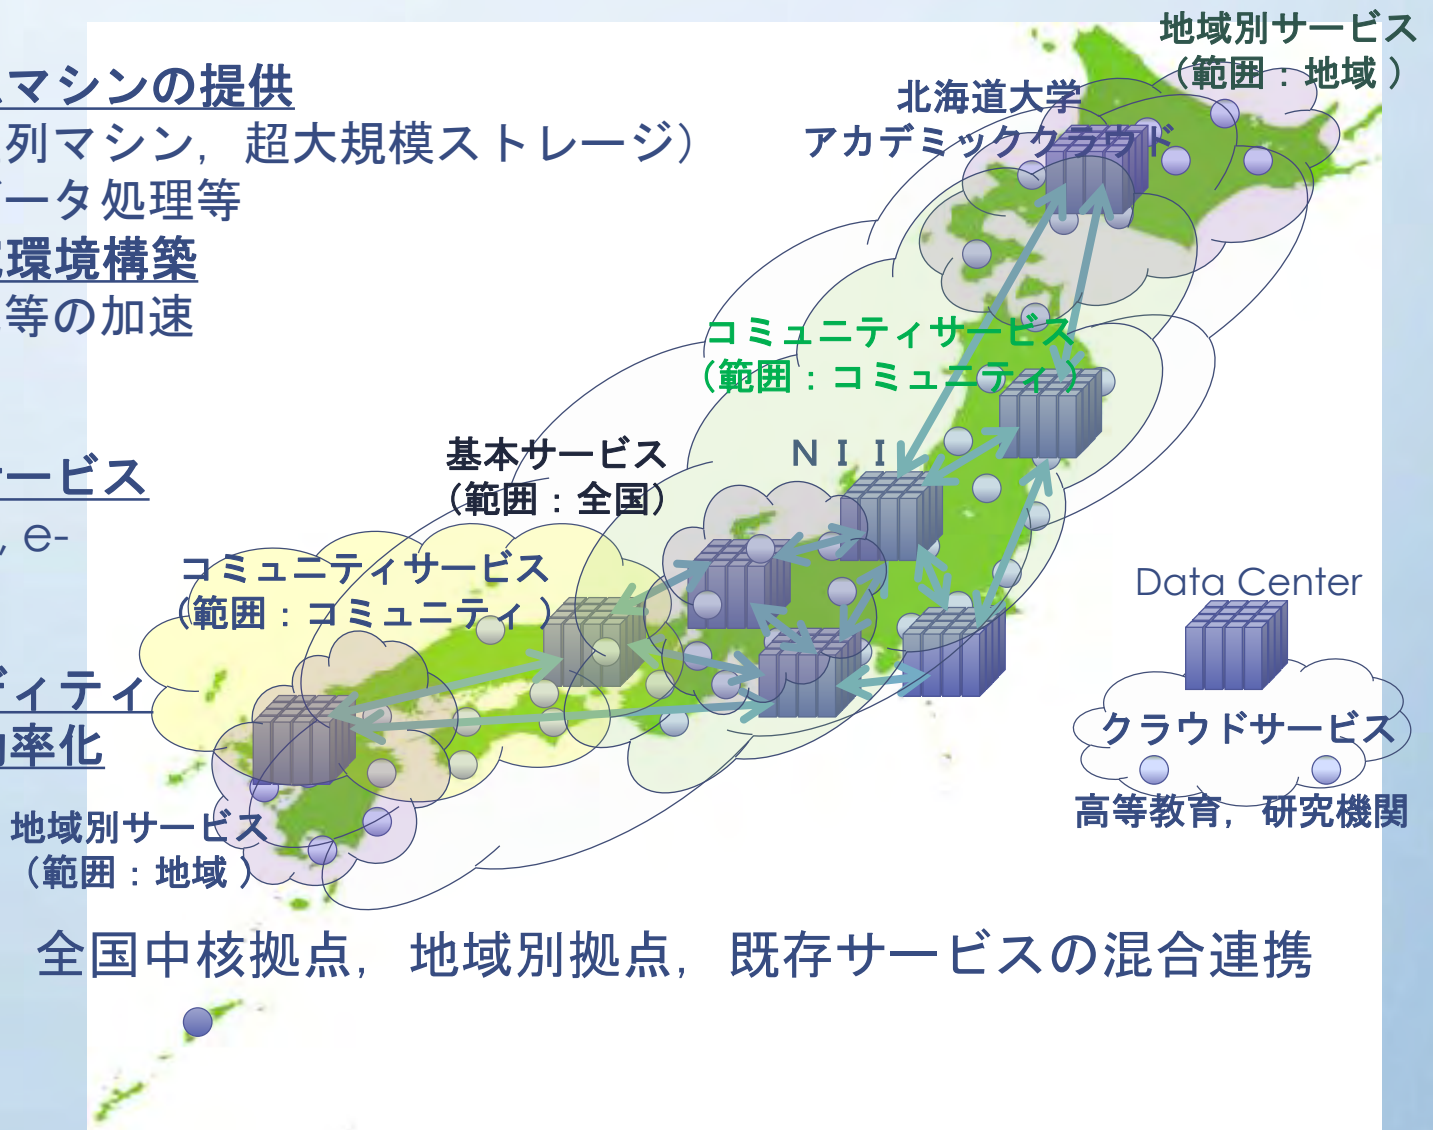 マシンの提供
列マシン，超大規模ストレージ）
ータ処理等
環境構築
等の加速
ービス
, e-
ディティ
率化
地域別サービス
（範囲：地域 ）
北海道大学
アカデミッククラウド
コミュニティサービス
（範囲：コミュニティ ）
基本サービス
（範囲：全国）
ＮＩＩ
コミュニティサービス
（範囲：コミュニティ ）
Data Center
クラウドサービス
高等教育，研究機関
地域別サービス
（範囲：地域 ）
全国中核拠点，地域別拠点，既存サービスの混合連携